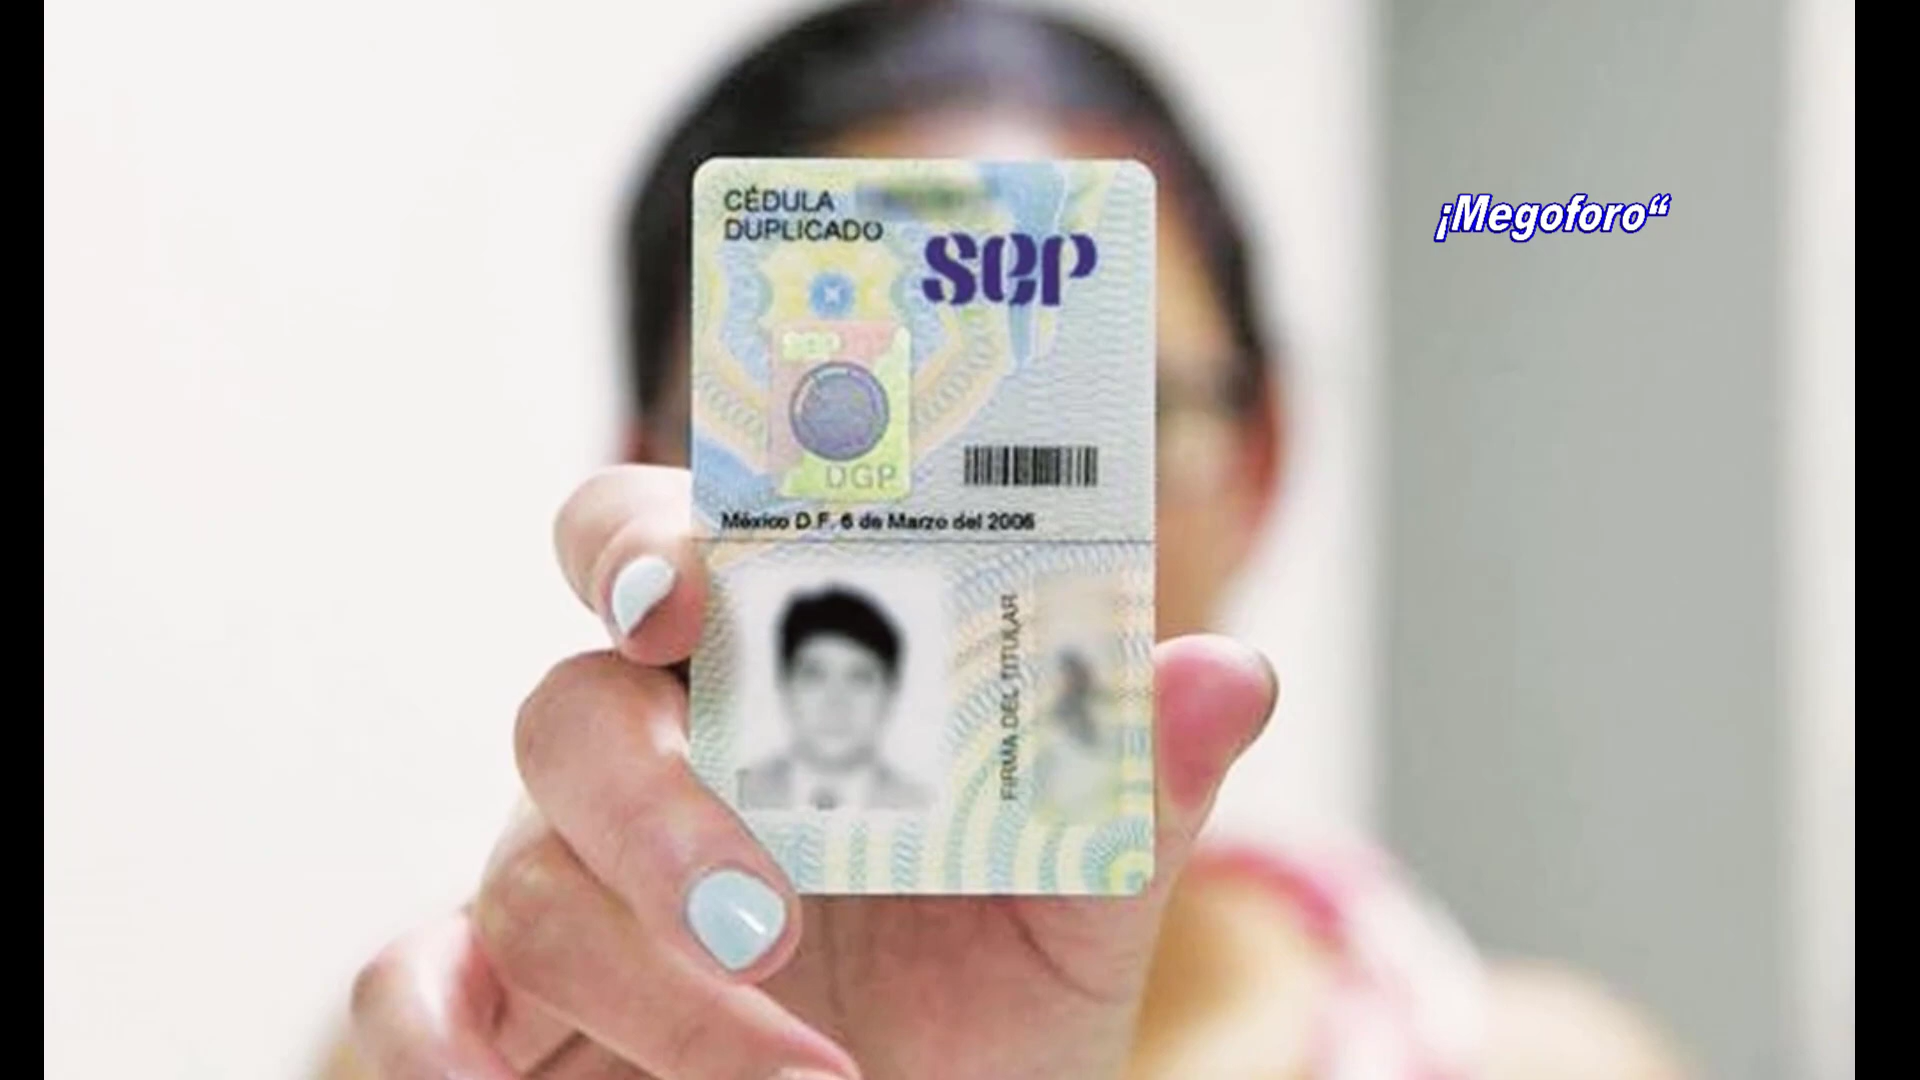 CÉDULA
DUPLICADO
SEP
¡Megoforo“
DGP
México D.F. 6 de Marzo del 2006
FIRMA DEL TITULAR